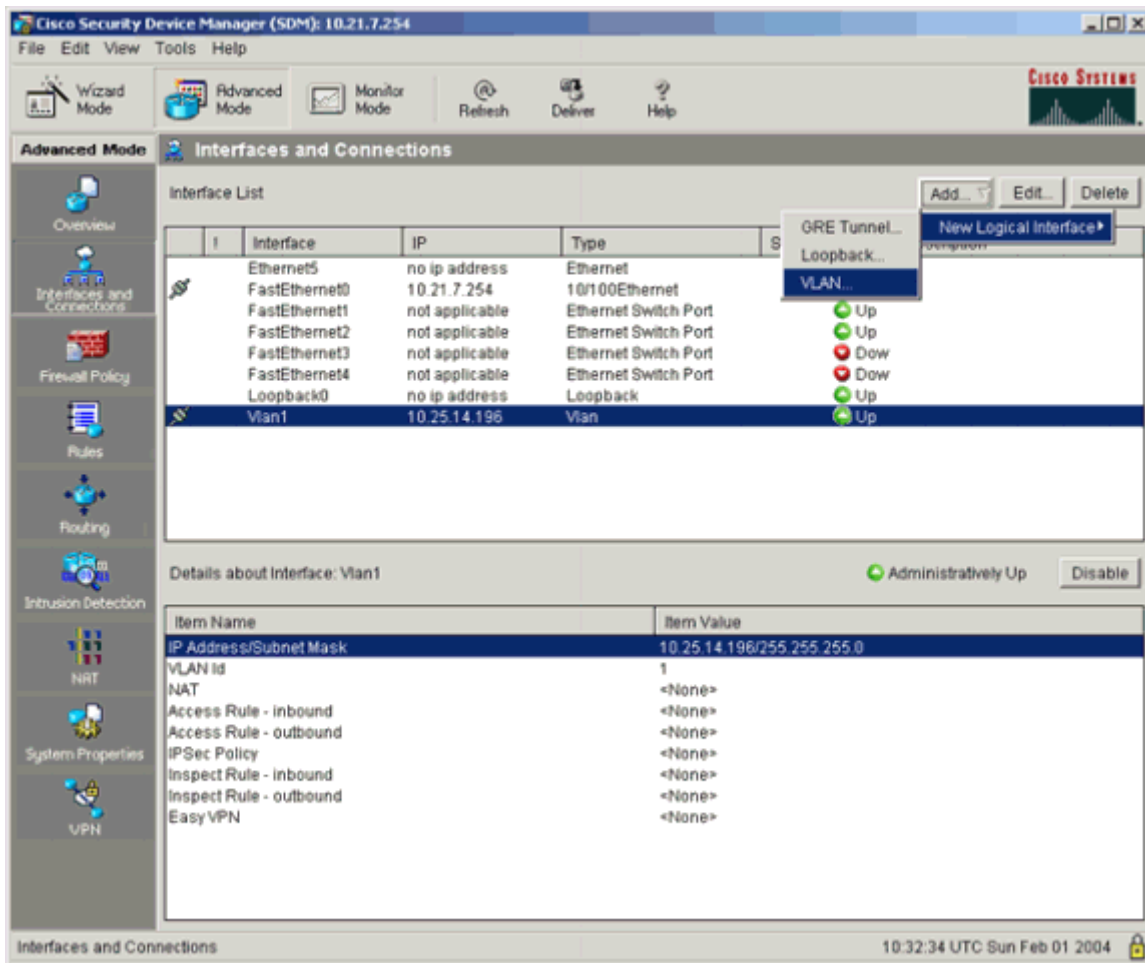 Cisco Security Device Manager (SDM): 10.21.7.254
File Edit View Tools Help
Wizard Mode
Advanced Mode
Monitor Mode
Refresh
Deliver
Help
CISCO SYSTEMS
Advanced Mode
Interfaces and Connections
Overview
Interfaces and Connections
Firewall Policy
Rules
Routing
Intrusion Detection
NAT
System Properties
VPN
Interface List
Add...
Edit...
Delete
New Logical Interface
GRE Tunnel...
Loopback...
VLAN...
! Interface IP Type S
Ethernet5 no ip address Ethernet
FastEthernet0 10.21.7.254 10/100Ethernet
FastEthernet1 not applicable Ethernet Switch Port Up
FastEthernet2 not applicable Ethernet Switch Port Up
FastEthernet3 not applicable Ethernet Switch Port Dow
FastEthernet4 not applicable Ethernet Switch Port Dow
Loopback0 no ip address Loopback Up
Vlan1 10.25.14.196 Vlan Up
Details about Interface: Vlan1
Administratively Up
Disable
Item Name Item Value
IP Address/Subnet Mask 10.25.14.196/255.255.255.0
VLAN Id 1
NAT <None>
Access Rule - inbound <None>
Access Rule - outbound <None>
IPSec Policy <None>
Inspect Rule - inbound <None>
Inspect Rule - outbound <None>
Easy VPN <None>
Interfaces and Connections
10:32:34 UTC Sun Feb 01 2004